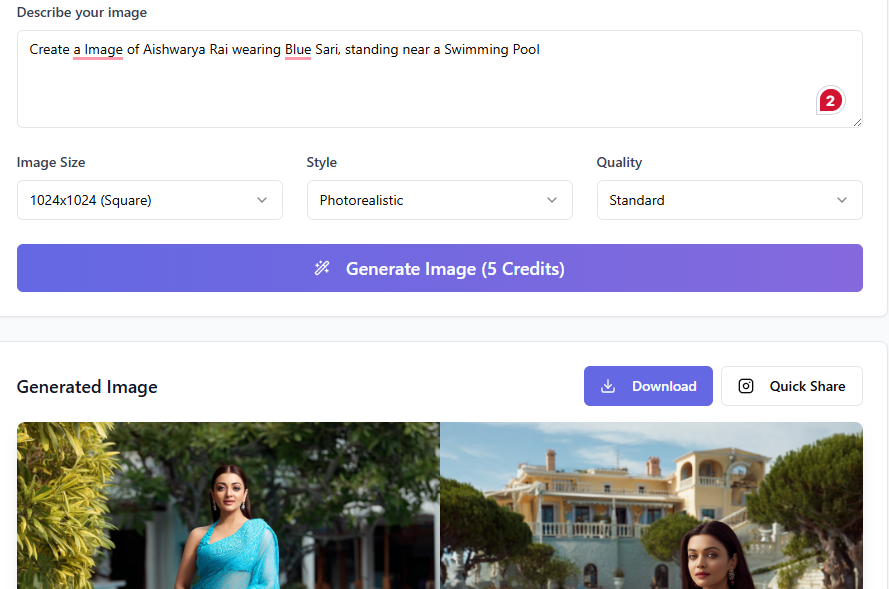 Describe your image
Create a Image of Aishwarya Rai wearing Blue Sari, standing near a Swimming Pool
2
Image Size
Style
Quality
1024x1024 (Square)
Photorealistic
Standard
Generate Image (5 Credits)
Generated Image
Download
Quick Share